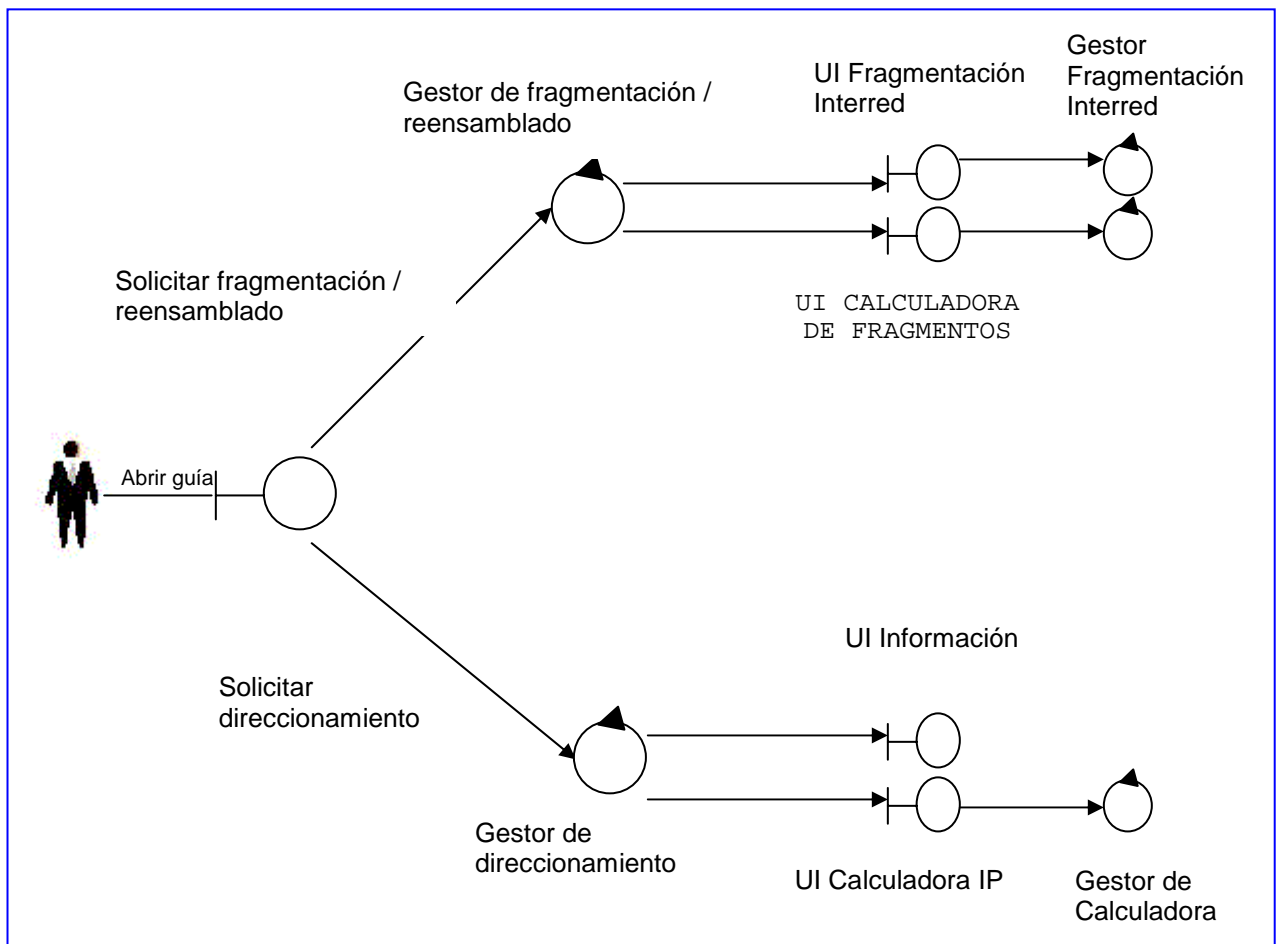 Gestor
Fragmentación
Interred
UI Fragmentación
Interred
Gestor de fragmentación /
reensamblado
Solicitar fragmentación /
reensamblado
UI CALCULADORA
DE FRAGMENTOS
Abrir guía
UI Información
Solicitar
direccionamiento
Gestor de
direccionamiento
UI Calculadora IP
Gestor de
Calculadora